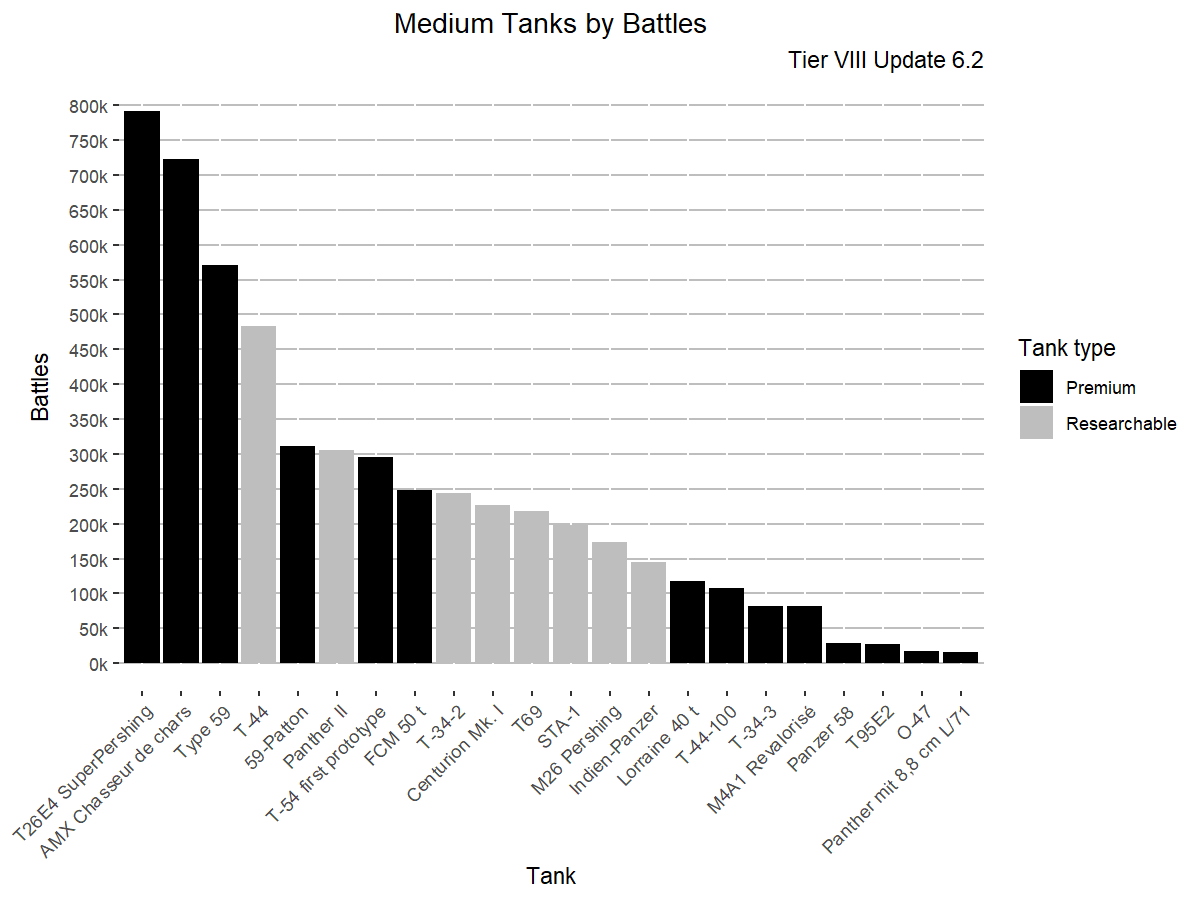 Medium Tanks by Battles
Tier VIII Update 6.2
800k
750k
700k
650k
600k
550k
500k
450k
400k
350k
300k
250k
200k
150k
100k
50k
0k
Battles
T26E4 SuperPershing
AMX Chasseur de chars
Type 59
T-44
59-Patton
Panther II
T-54 first prototype
FCM 50 t
T-34-2
Centurion Mk. I
T69
STA-1
M26 Pershing
Indien-Panzer
Lorraine 40 t
T-44-100
T-34-3
M4A1 Revalorisé
Panzer 58
T95E2
O-47
Panther mit 8,8 cm L/71
Tank
Tank type
Premium
Researchable